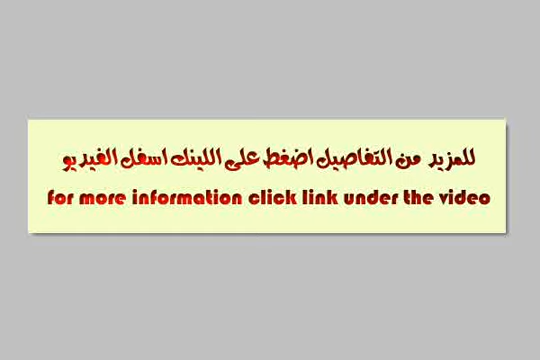 للمزيد من التفاصيل اضغط على اللينك اسفل الفيديو
for more information click link under the video